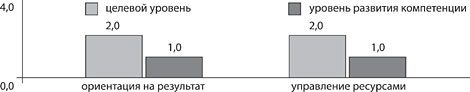 4,0
целевой уровень
уровень развития компетенции
2,0
2,0
1,0
1,0
0,0
ориентация на результат
управление ресурсами